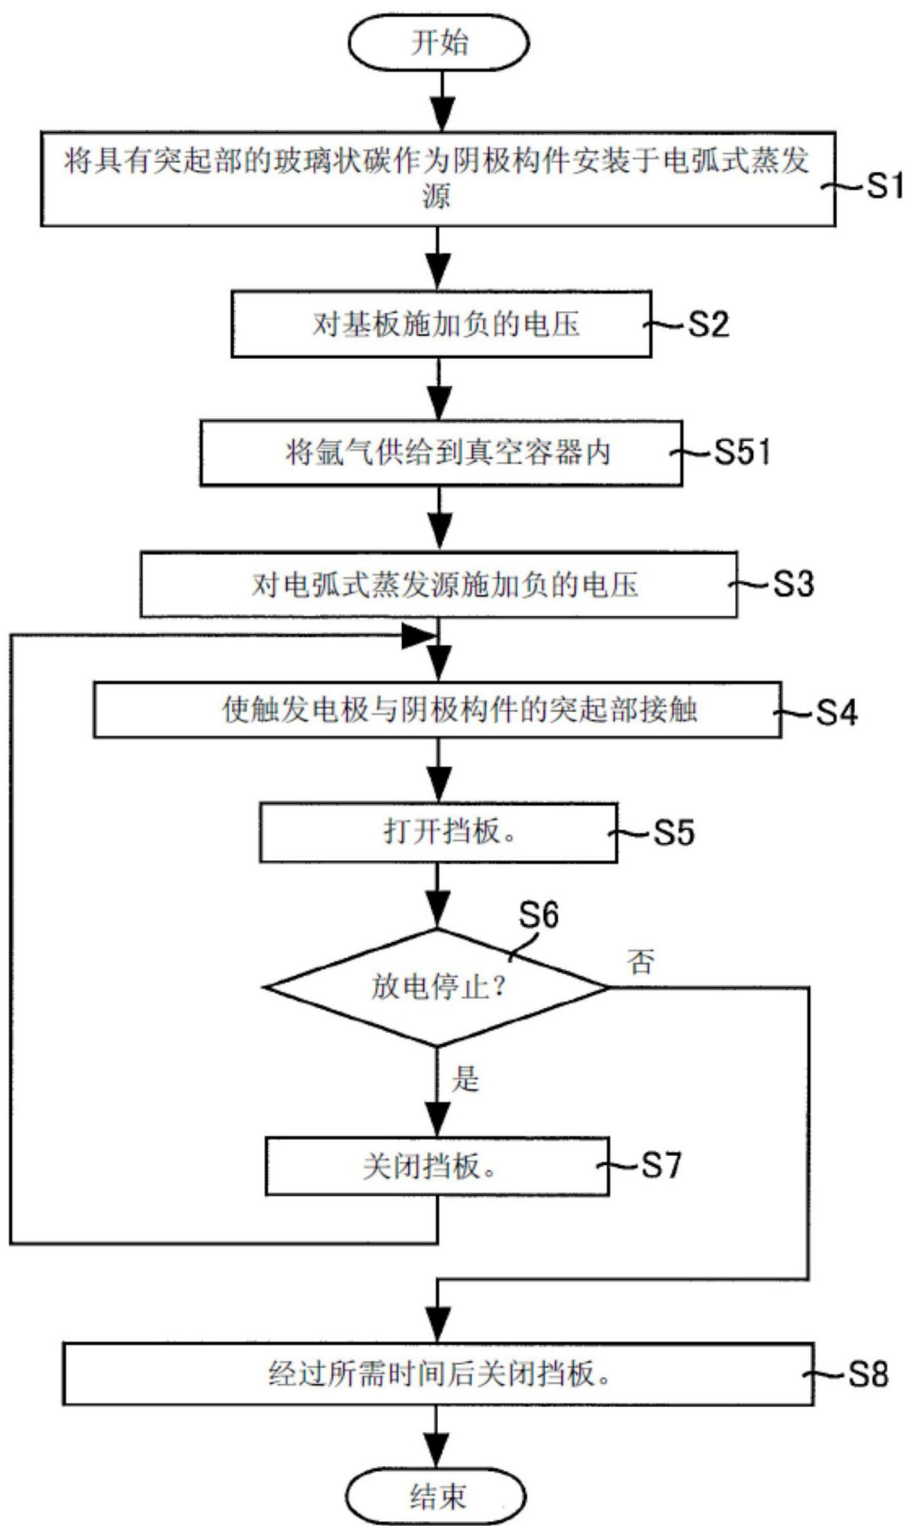 开始
将具有突起部的玻璃状碳作为阴极构件安装于电弧式蒸发
源
S1
对基板施加负的电压
S2
将氩气供给到真空容器内
S51
对电弧式蒸发源施加负的电压
S3
使触发电极与阴极构件的突起部接触
S4
打开挡板。
S5
S6
放电停止?
否
是
关闭挡板。
S7
经过所需时间后关闭挡板。
S8
结束